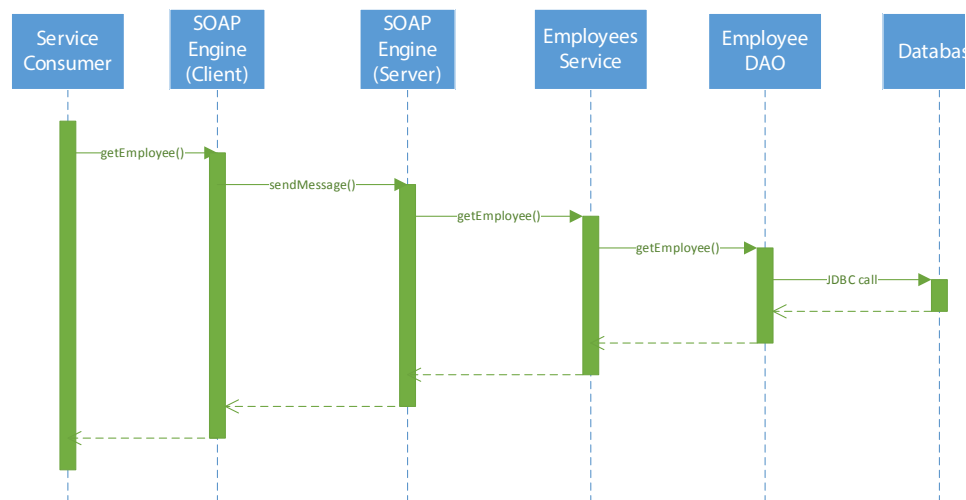 Service
Consumer
SOAP
Engine
(Client)
SOAP
Engine
(Server)
Employees
Service
Employee
DAO
Databas
getEmployee()
sendMessage()
getEmployee()
getEmployee()
JDBC call